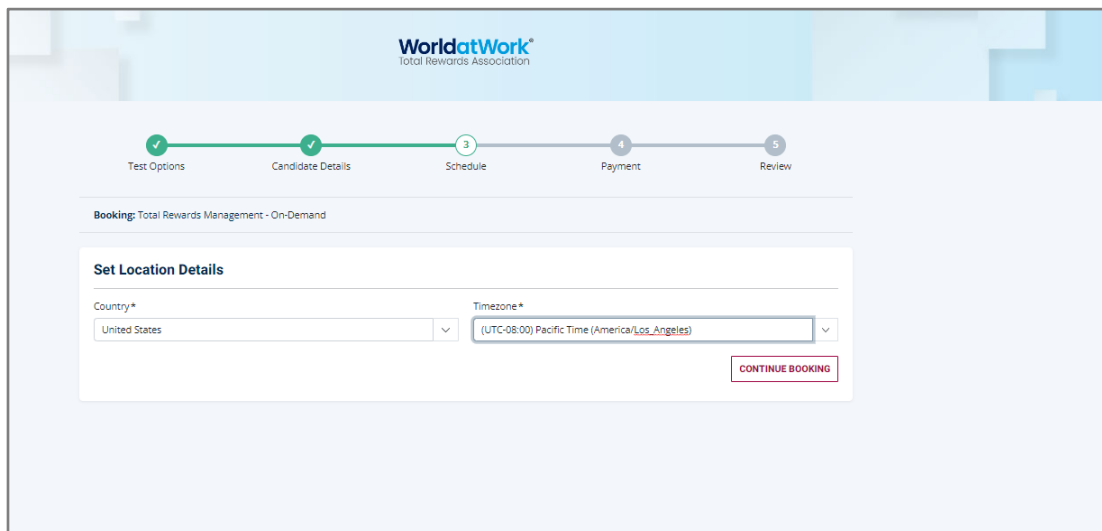 WorldatWork®
Total Rewards Association
3 4 5
Test Options Candidate Details Schedule Payment Review
Booking: Total Rewards Management - On-Demand
Set Location Details
Country* Timezone*
United States (UTC-08:00) Pacific Time (America/Los_Angeles)
CONTINUE BOOKING